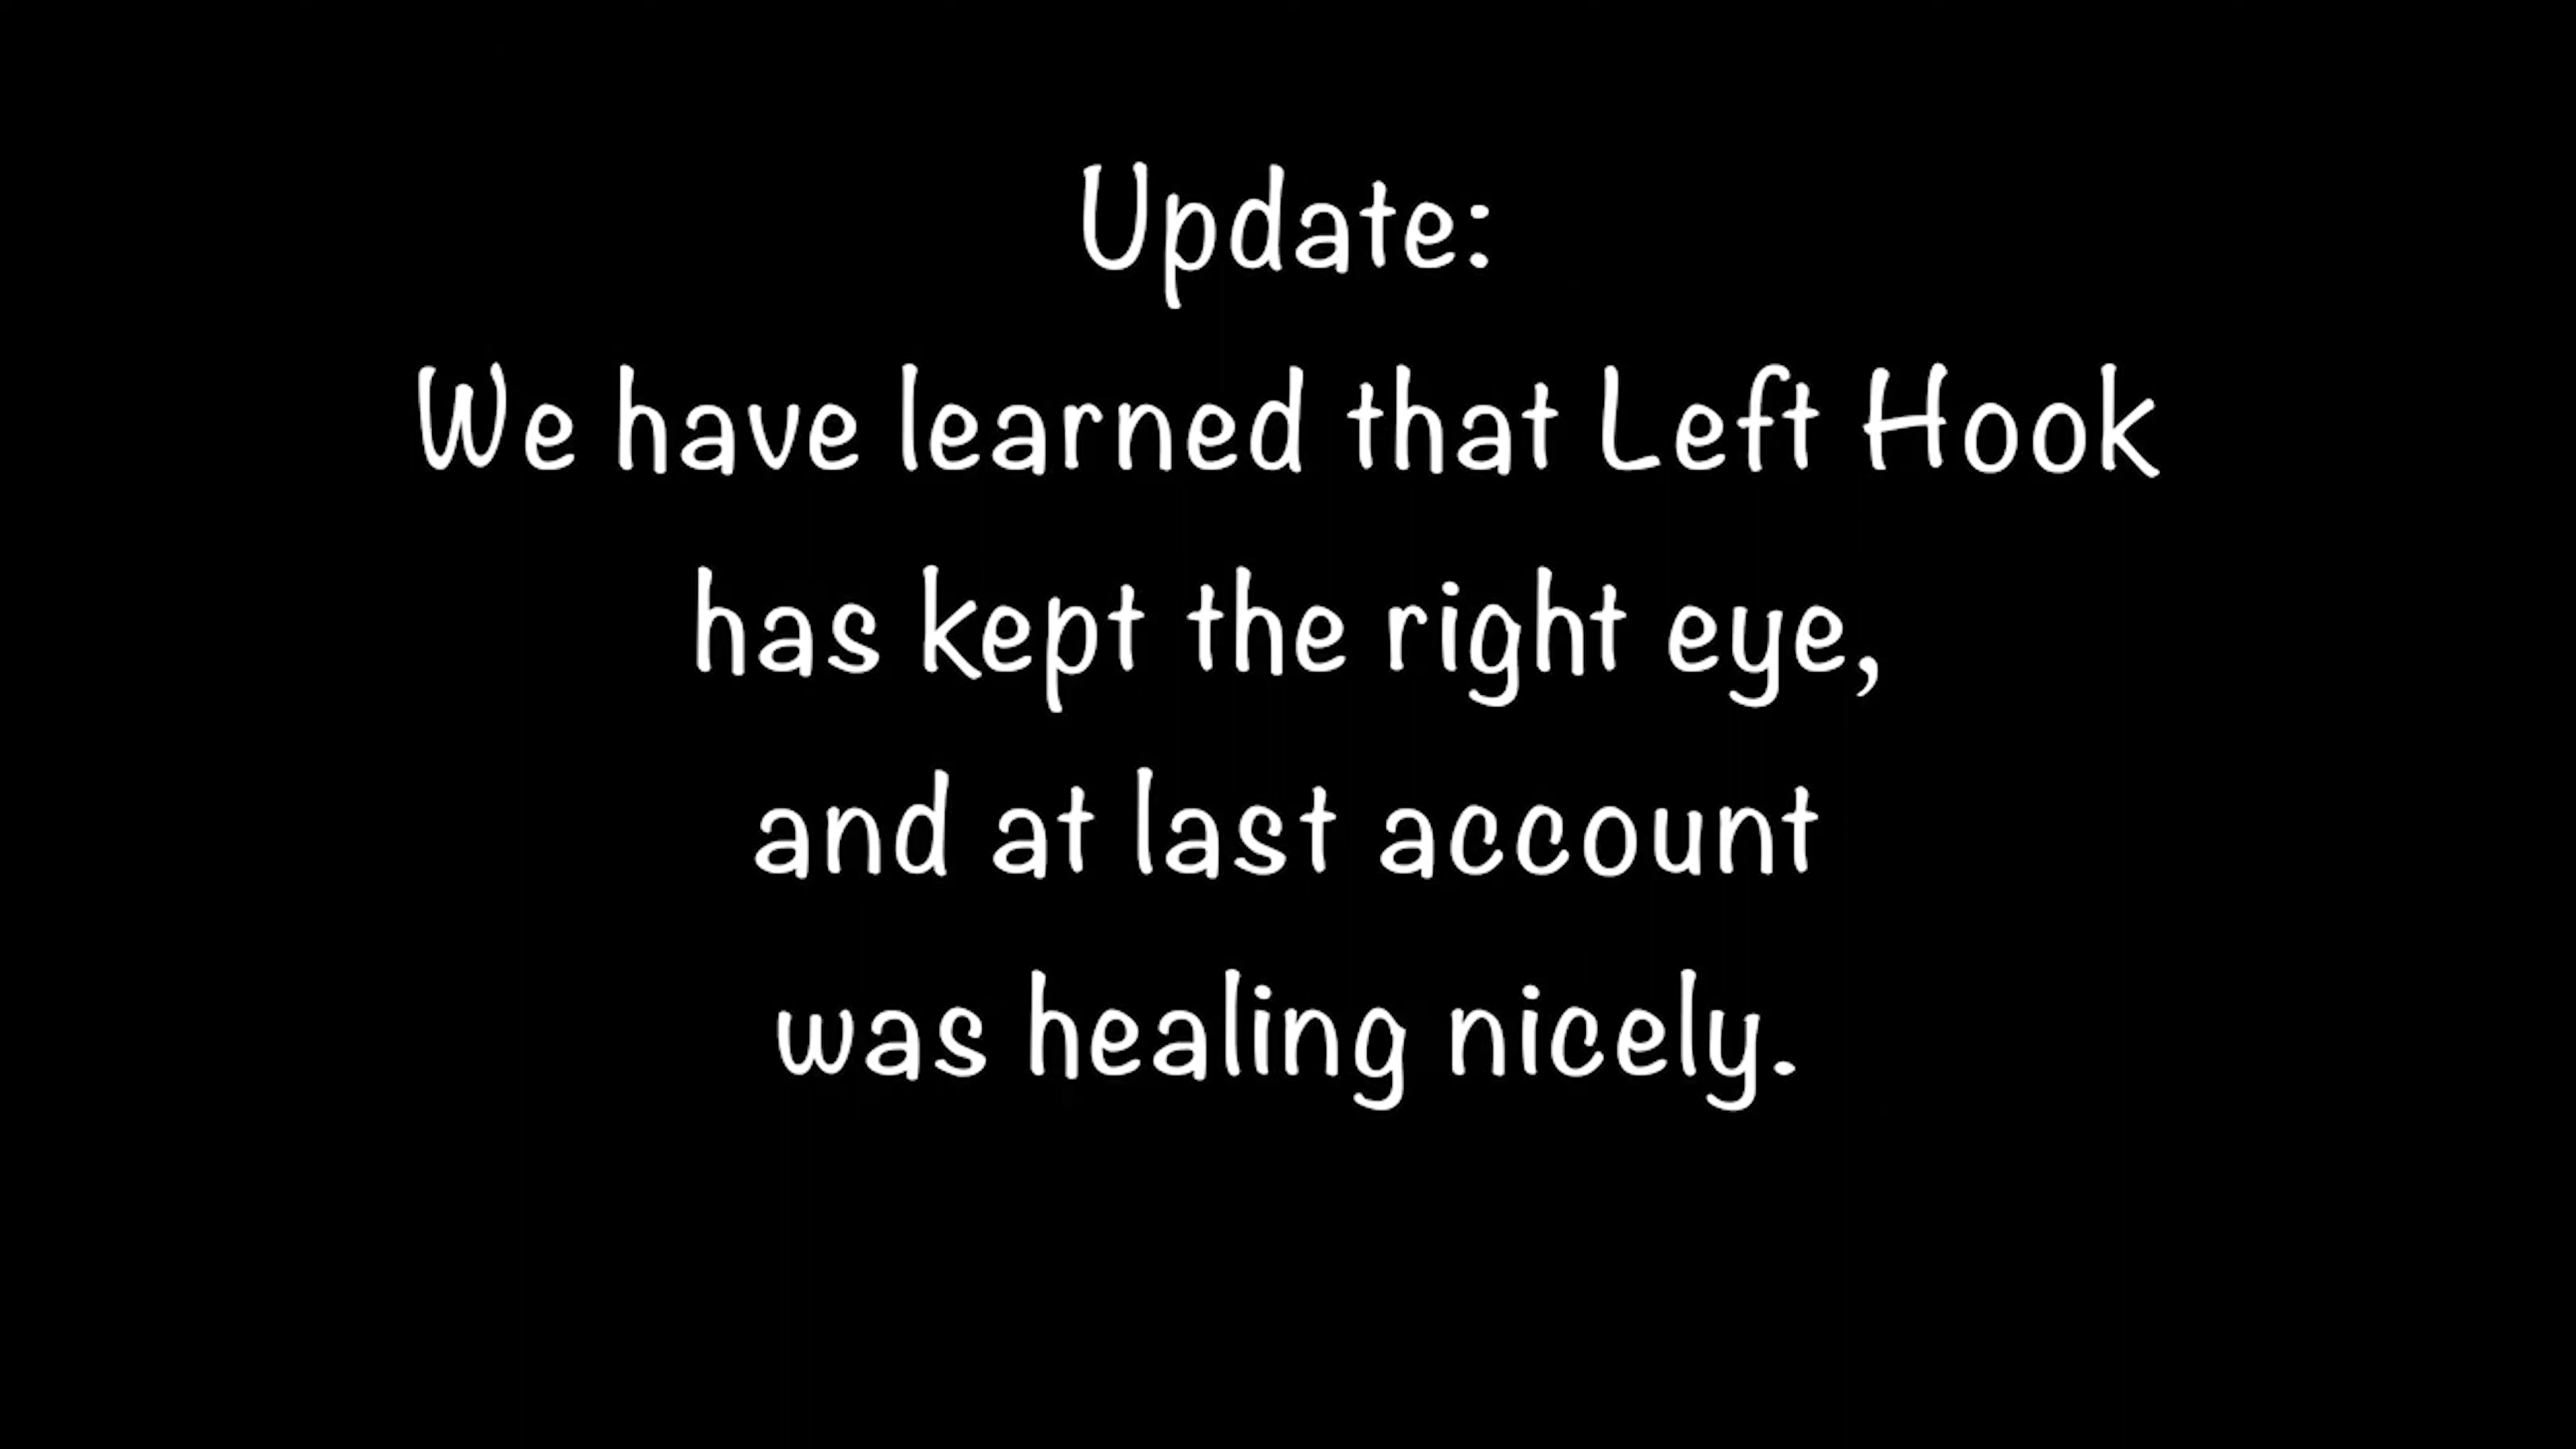 Update:
We have learned that Left Hook
has kept the right eye,
and at last account
was healing nicely.